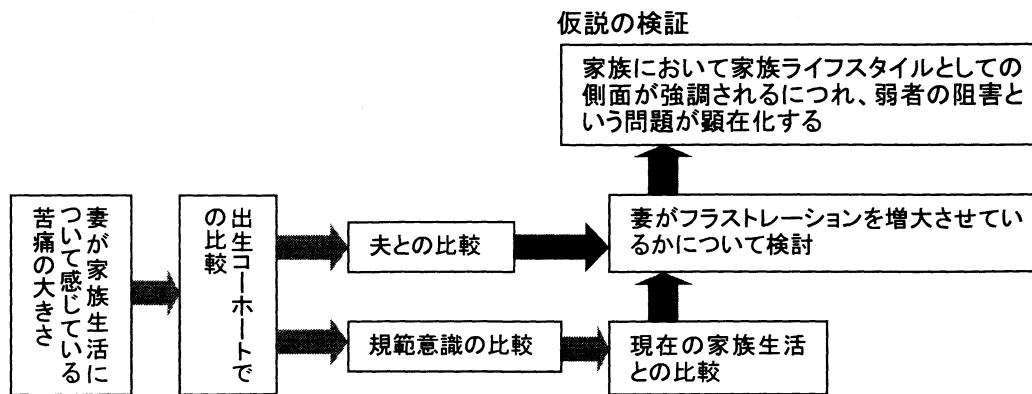 仮説の検証
家族において家族ライフスタイルとしての
側面が強調されるにつれ、弱者の阻害と
いう問題が顕在化する
妻が家族生活に
ついて感じている
苦痛の大きさ
出生コーホートで
の比較
夫との比較
妻がフラストレーションを増大させてい
るかについて検討
規範意識の比較
現在の家族生活
との比較